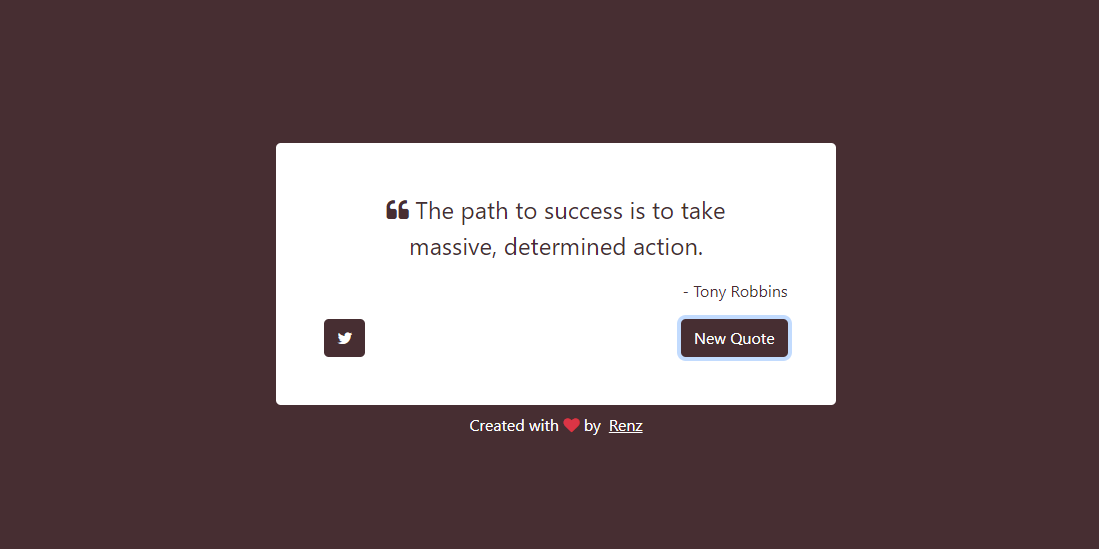 “ The path to success is to take
massive, determined action.
- Tony Robbins
New Quote
Created with ❤ by Renz